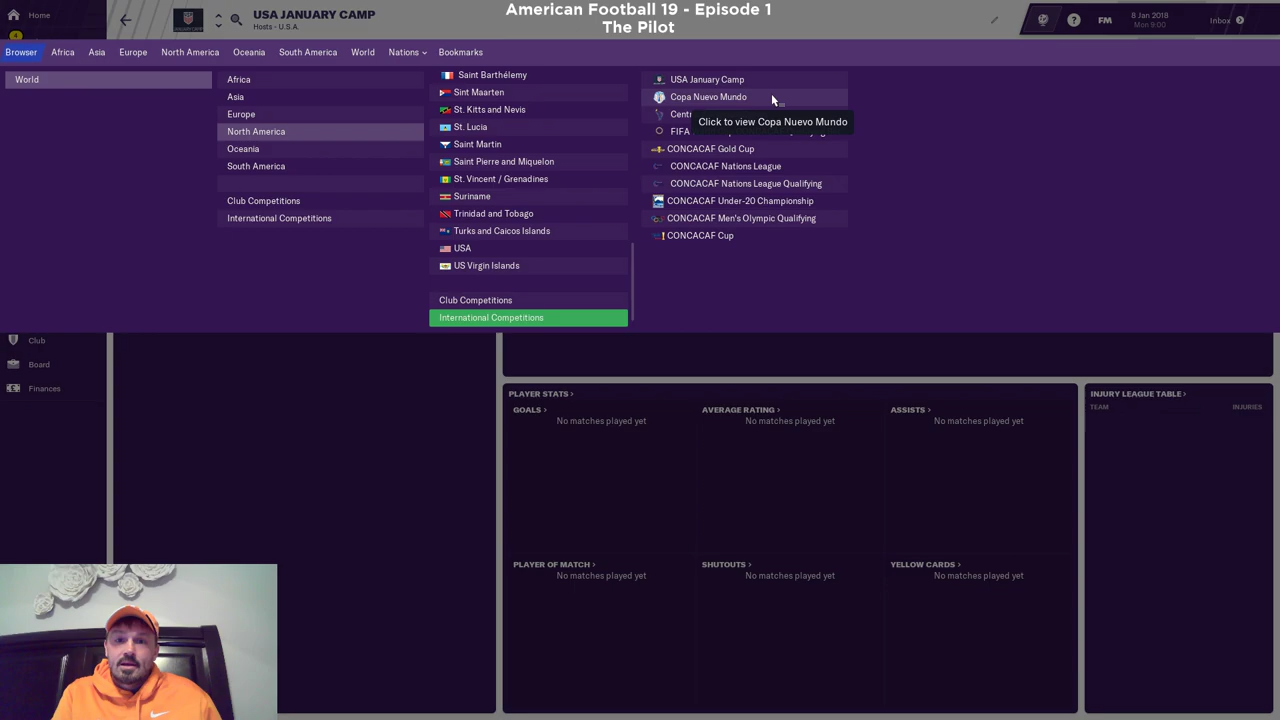 American Football 19 - Episode 1
The Pilot
Home
4
USA JANUARY CAMP
Hosts - U.S.A.
?
FM
8 Jan 2018
Mon 9:00
Inbox
Browser
Africa
Asia
Europe
North America
Oceania
South America
World
Nations
Bookmarks
World
Africa
Asia
Europe
North America
Oceania
South America
Club Competitions
International Competitions
Saint Barthélemy
Sint Maarten
St. Kitts and Nevis
St. Lucia
Saint Martin
Saint Pierre and Miquelon
St. Vincent / Grenadines
Suriname
Trinidad and Tobago
Turks and Caicos Islands
USA
US Virgin Islands
Club Competitions
International Competitions
USA January Camp
Copa Nuevo Mundo
Click to view Copa Nuevo Mundo
FIFA
CONCACAF Gold Cup
CONCACAF Nations League
CONCACAF Nations League Qualifying
CONCACAF Under-20 Championship
CONCACAF Men's Olympic Qualifying
CONCACAF Cup
Club
Board
Finances
PLAYER STATS >
GOALS >
No matches played yet
AVERAGE RATING >
No matches played yet
ASSISTS >
No matches played yet
PLAYER OF MATCH >
No matches played yet
SHUTOUTS >
No matches played yet
YELLOW CARDS >
No matches played yet
INJURY LEAGUE TABLE >
TEAM
INJURIES